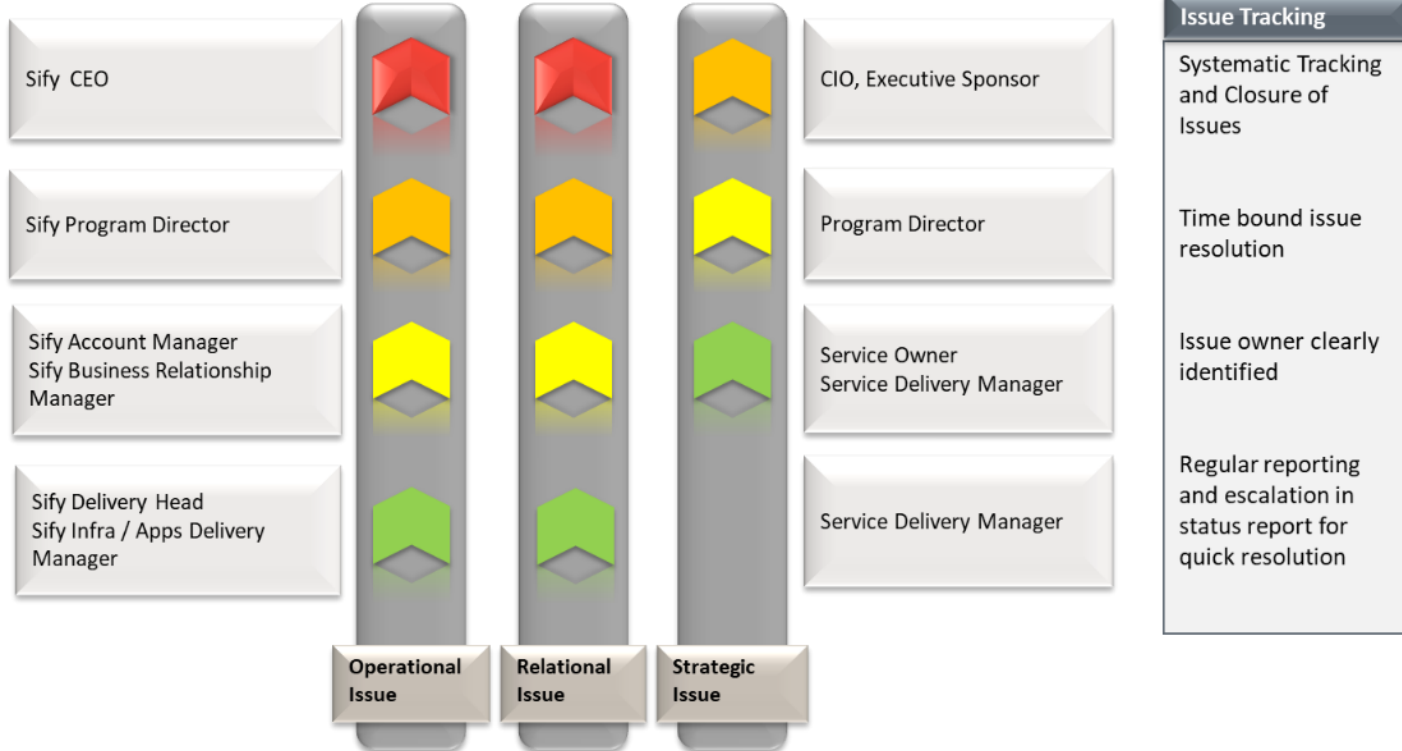 Sify CEO
Sify Program Director
Sify Account Manager
Sify Business Relationship
Manager
Sify Delivery Head
Sify Infra / Apps Delivery
Manager
Operational
Issue
Relational
Issue
Strategic
Issue
CIO, Executive Sponsor
Program Director
Service Owner
Service Delivery Manager
Service Delivery Manager
Issue Tracking
Systematic Tracking
and Closure of
Issues
Time bound issue
resolution
Issue owner clearly
identified
Regular reporting
and escalation in
status report for
quick resolution